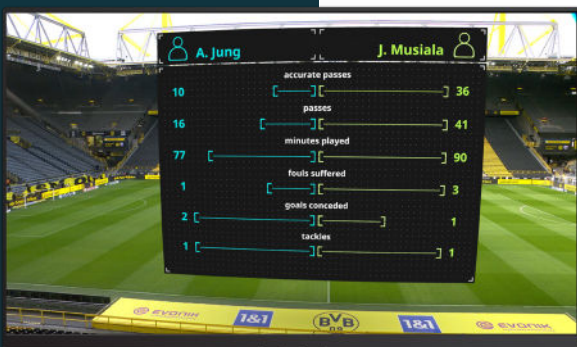 A. Jung J. Musiala
accurate passes
10 36
passes
16 41
minutes played
77 90
fouls suffered
1 3
goals conceded
2 1
tackles
1 1
EVONIK 1&1 BVB 09 1&1 EVONIK